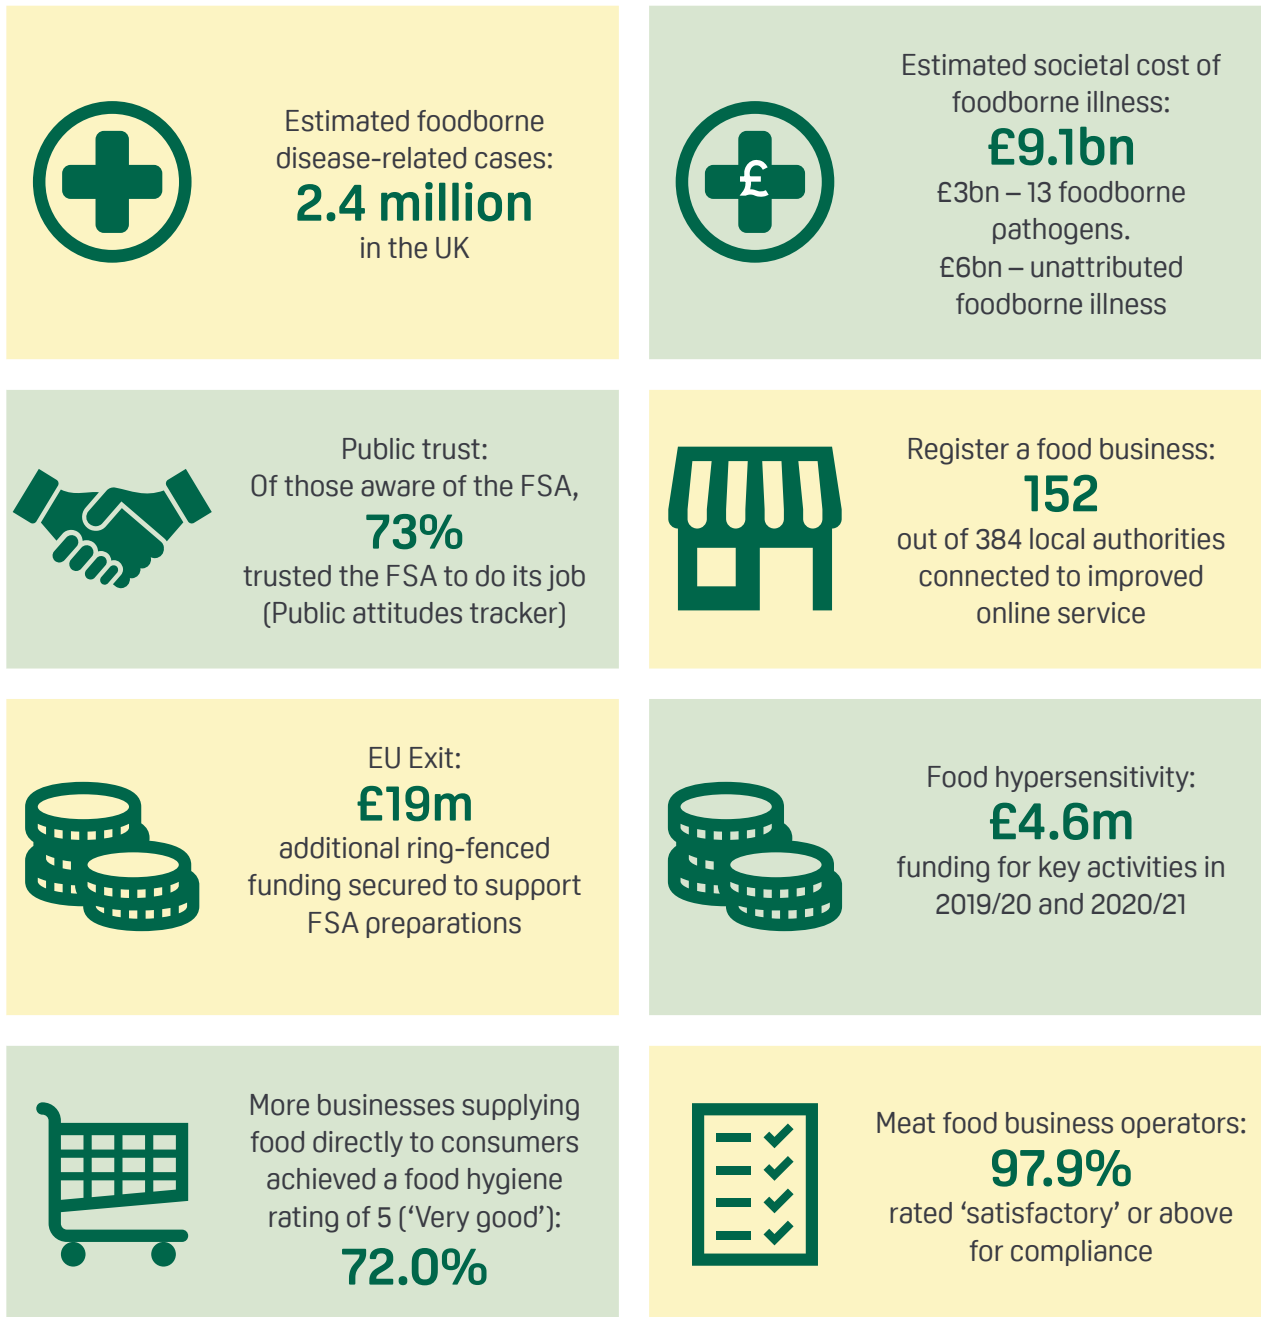 Estimated foodborne
disease-related cases:
2.4 million
in the UK
Estimated societal cost of
foodborne illness:
£9.1bn
£3bn – 13 foodborne
pathogens.
£6bn – unattributed
foodborne illness
£
Public trust:
Of those aware of the FSA,
73%
trusted the FSA to do its job
(Public attitudes tracker)
Register a food business:
152
out of 384 local authorities
connected to improved
online service
EU Exit:
£19m
additional ring-fenced
funding secured to support
FSA preparations
Food hypersensitivity:
£4.6m
funding for key activities in
2019/20 and 2020/21
More businesses supplying
food directly to consumers
achieved a food hygiene
rating of 5 (‘Very good’):
72.0%
Meat food business operators:
97.9%
rated ‘satisfactory’ or above
for compliance